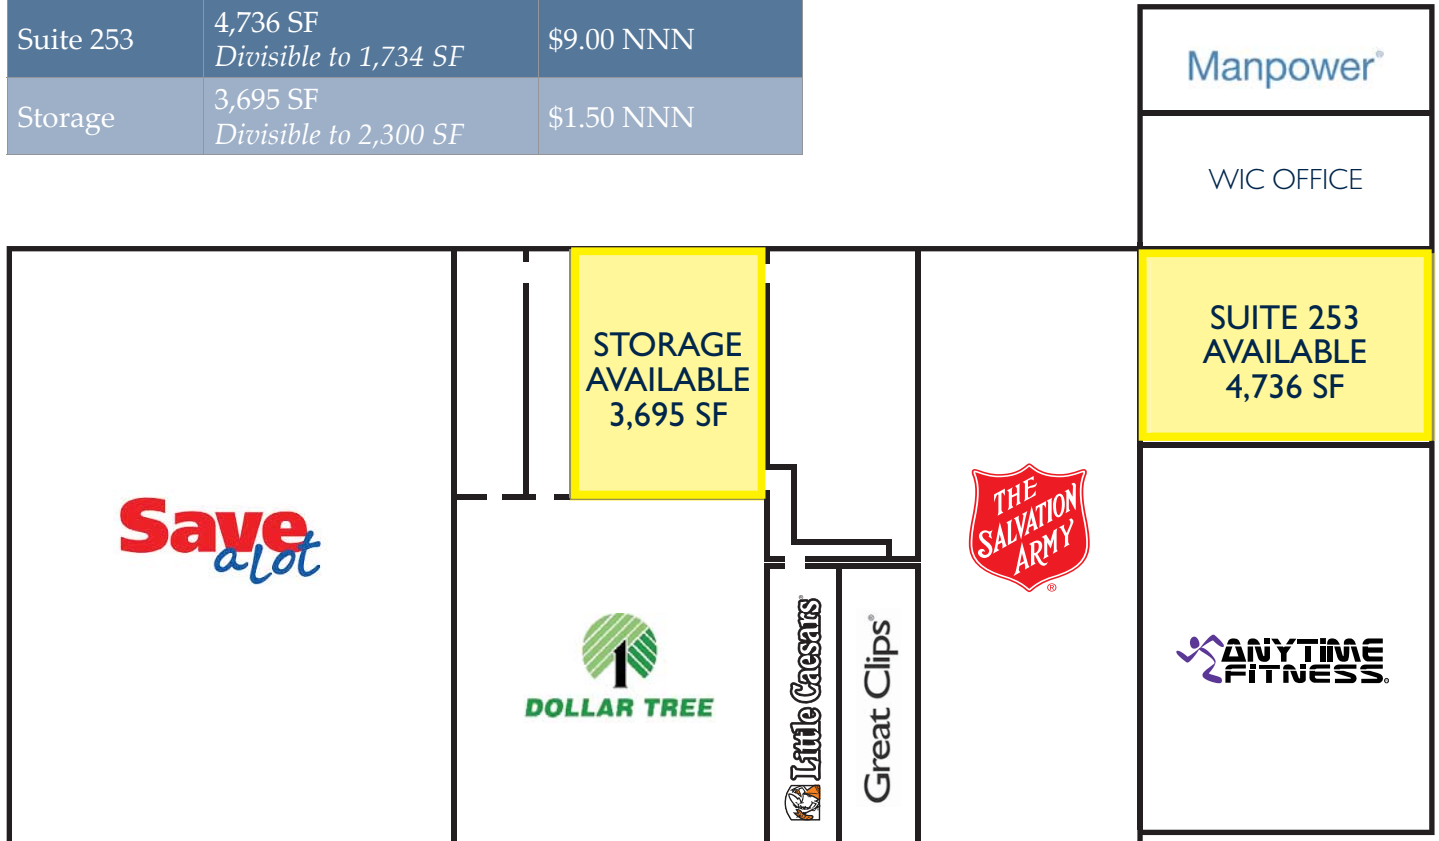 Suite 253
4,736 SF
Divisible to 1,734 SF
$9.00 NNN
Storage
3,695 SF
Divisible to 2,300 SF
$1.50 NNN
Manpower®
WIC OFFICE
STORAGE
AVAILABLE
3,695 SF
SUITE 253
AVAILABLE
4,736 SF
Save
a lot
THE
SALVATION
ARMY
®
1
DOLLAR TREE
Little Caesars®
Great Clips®
ANYTIME
FITNESS®